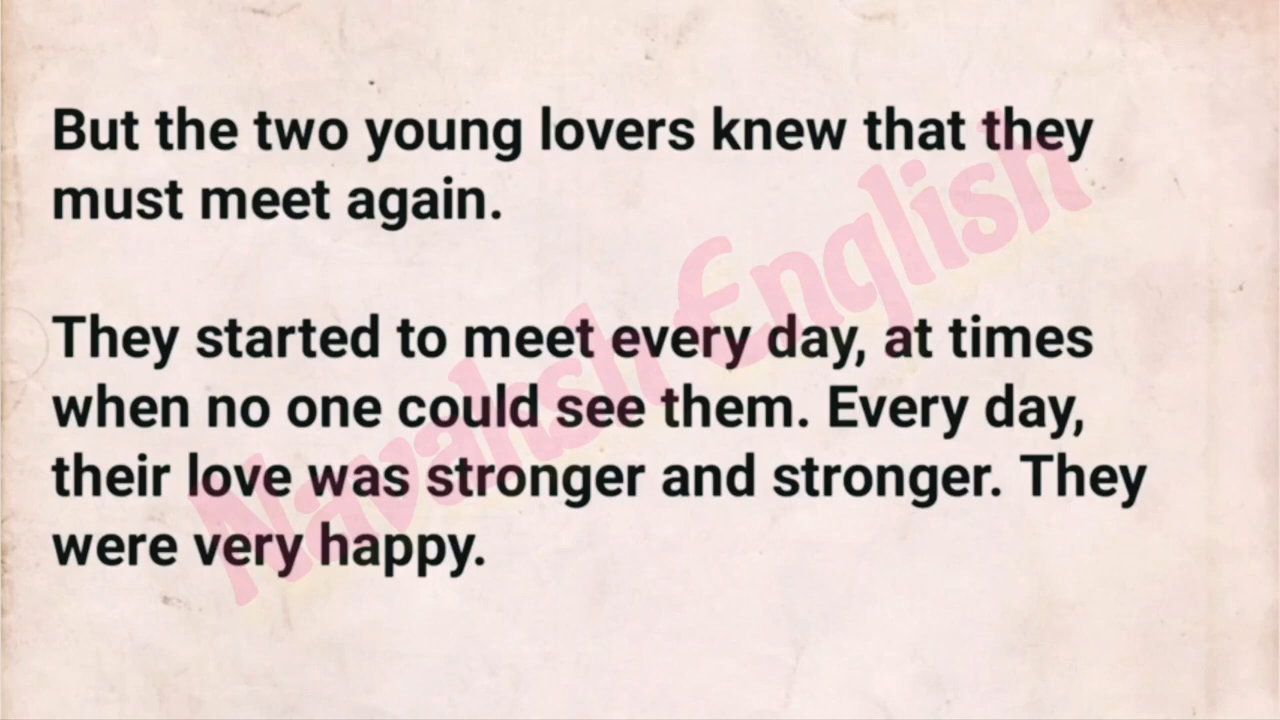 But the two young lovers knew that they
must meet again.
They started to meet every day, at times
when no one could see them. Every day,
their love was stronger and stronger. They
were very happy.
Navaksh English